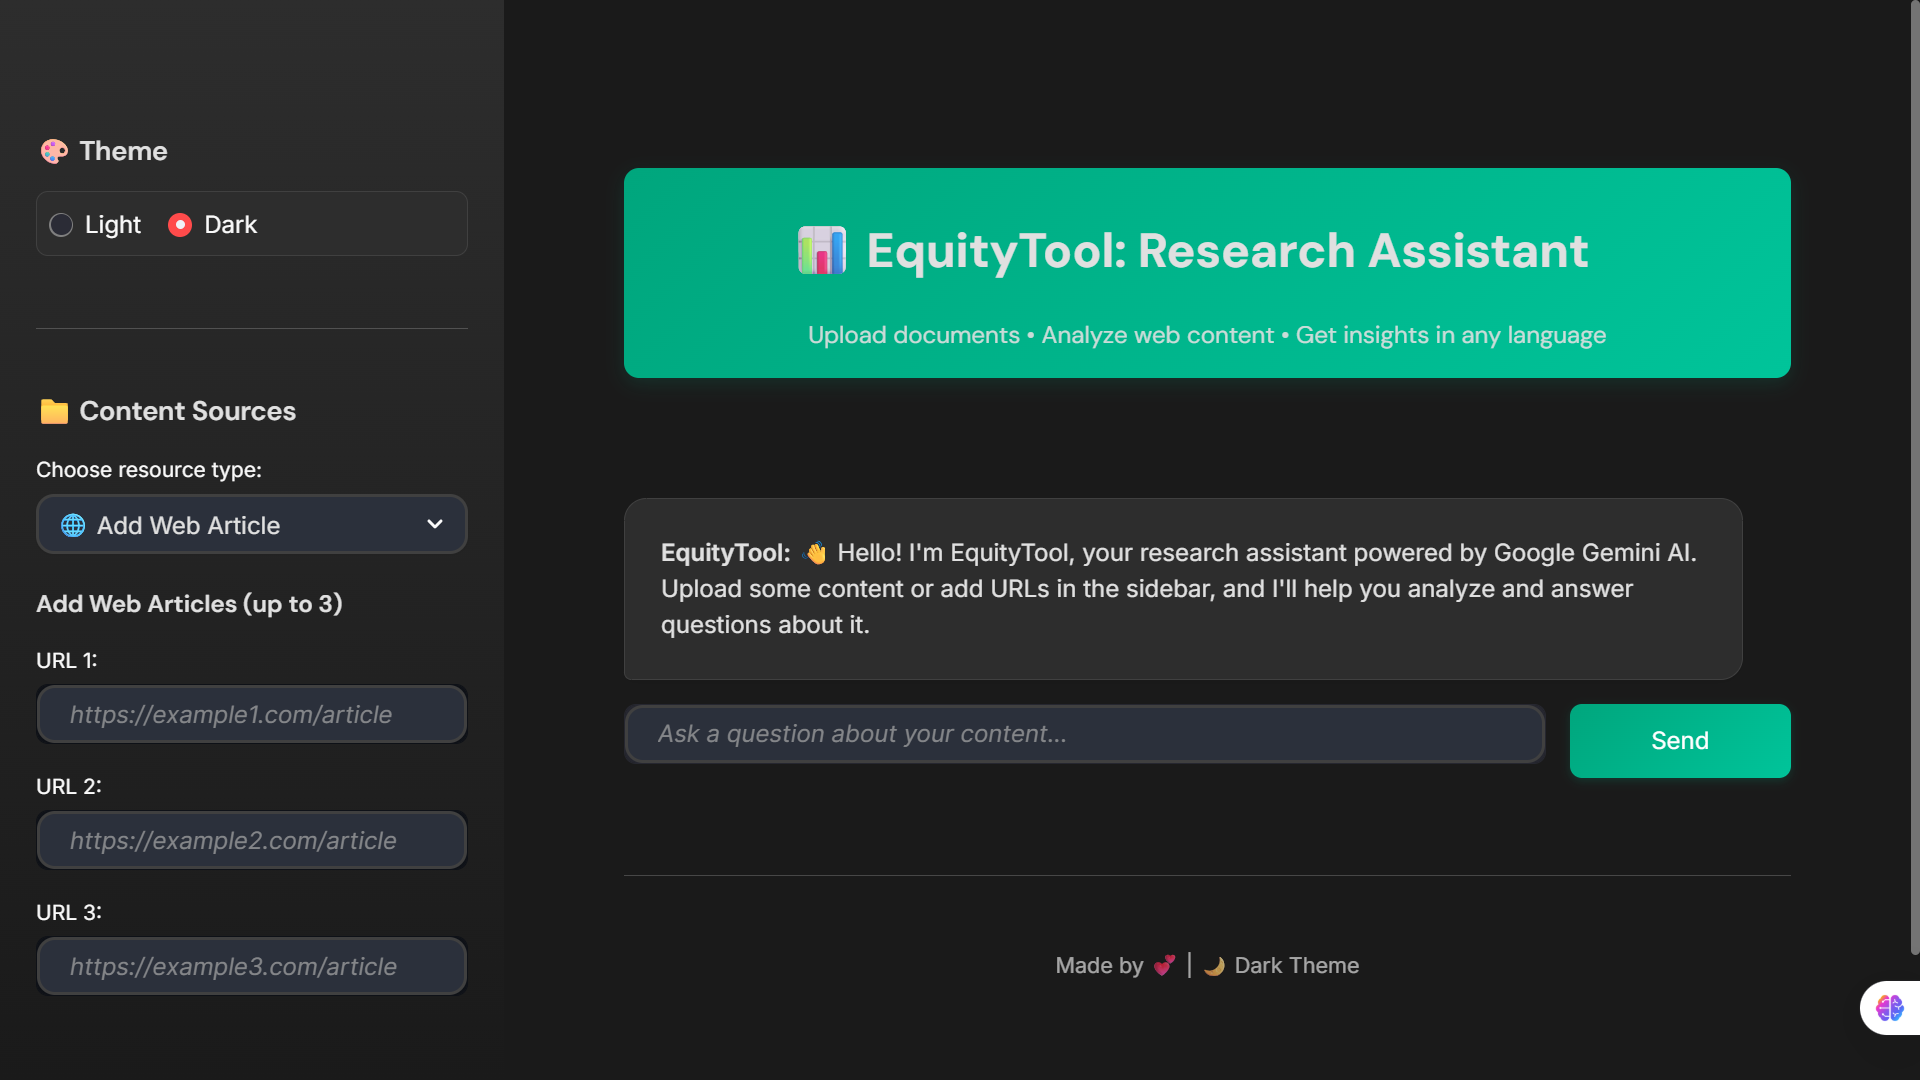 Theme
Light
Dark
Content Sources
Choose resource type:
Add Web Article
Add Web Articles (up to 3)
URL 1:
https://example1.com/article
URL 2:
https://example2.com/article
URL 3:
https://example3.com/article
EquityTool: Research Assistant
Upload documents • Analyze web content • Get insights in any language
EquityTool: 👋 Hello! I'm EquityTool, your research assistant powered by Google Gemini AI.
Upload some content or add URLs in the sidebar, and I'll help you analyze and answer
questions about it.
Ask a question about your content...
Send
Made by 💕 | 🌙 Dark Theme